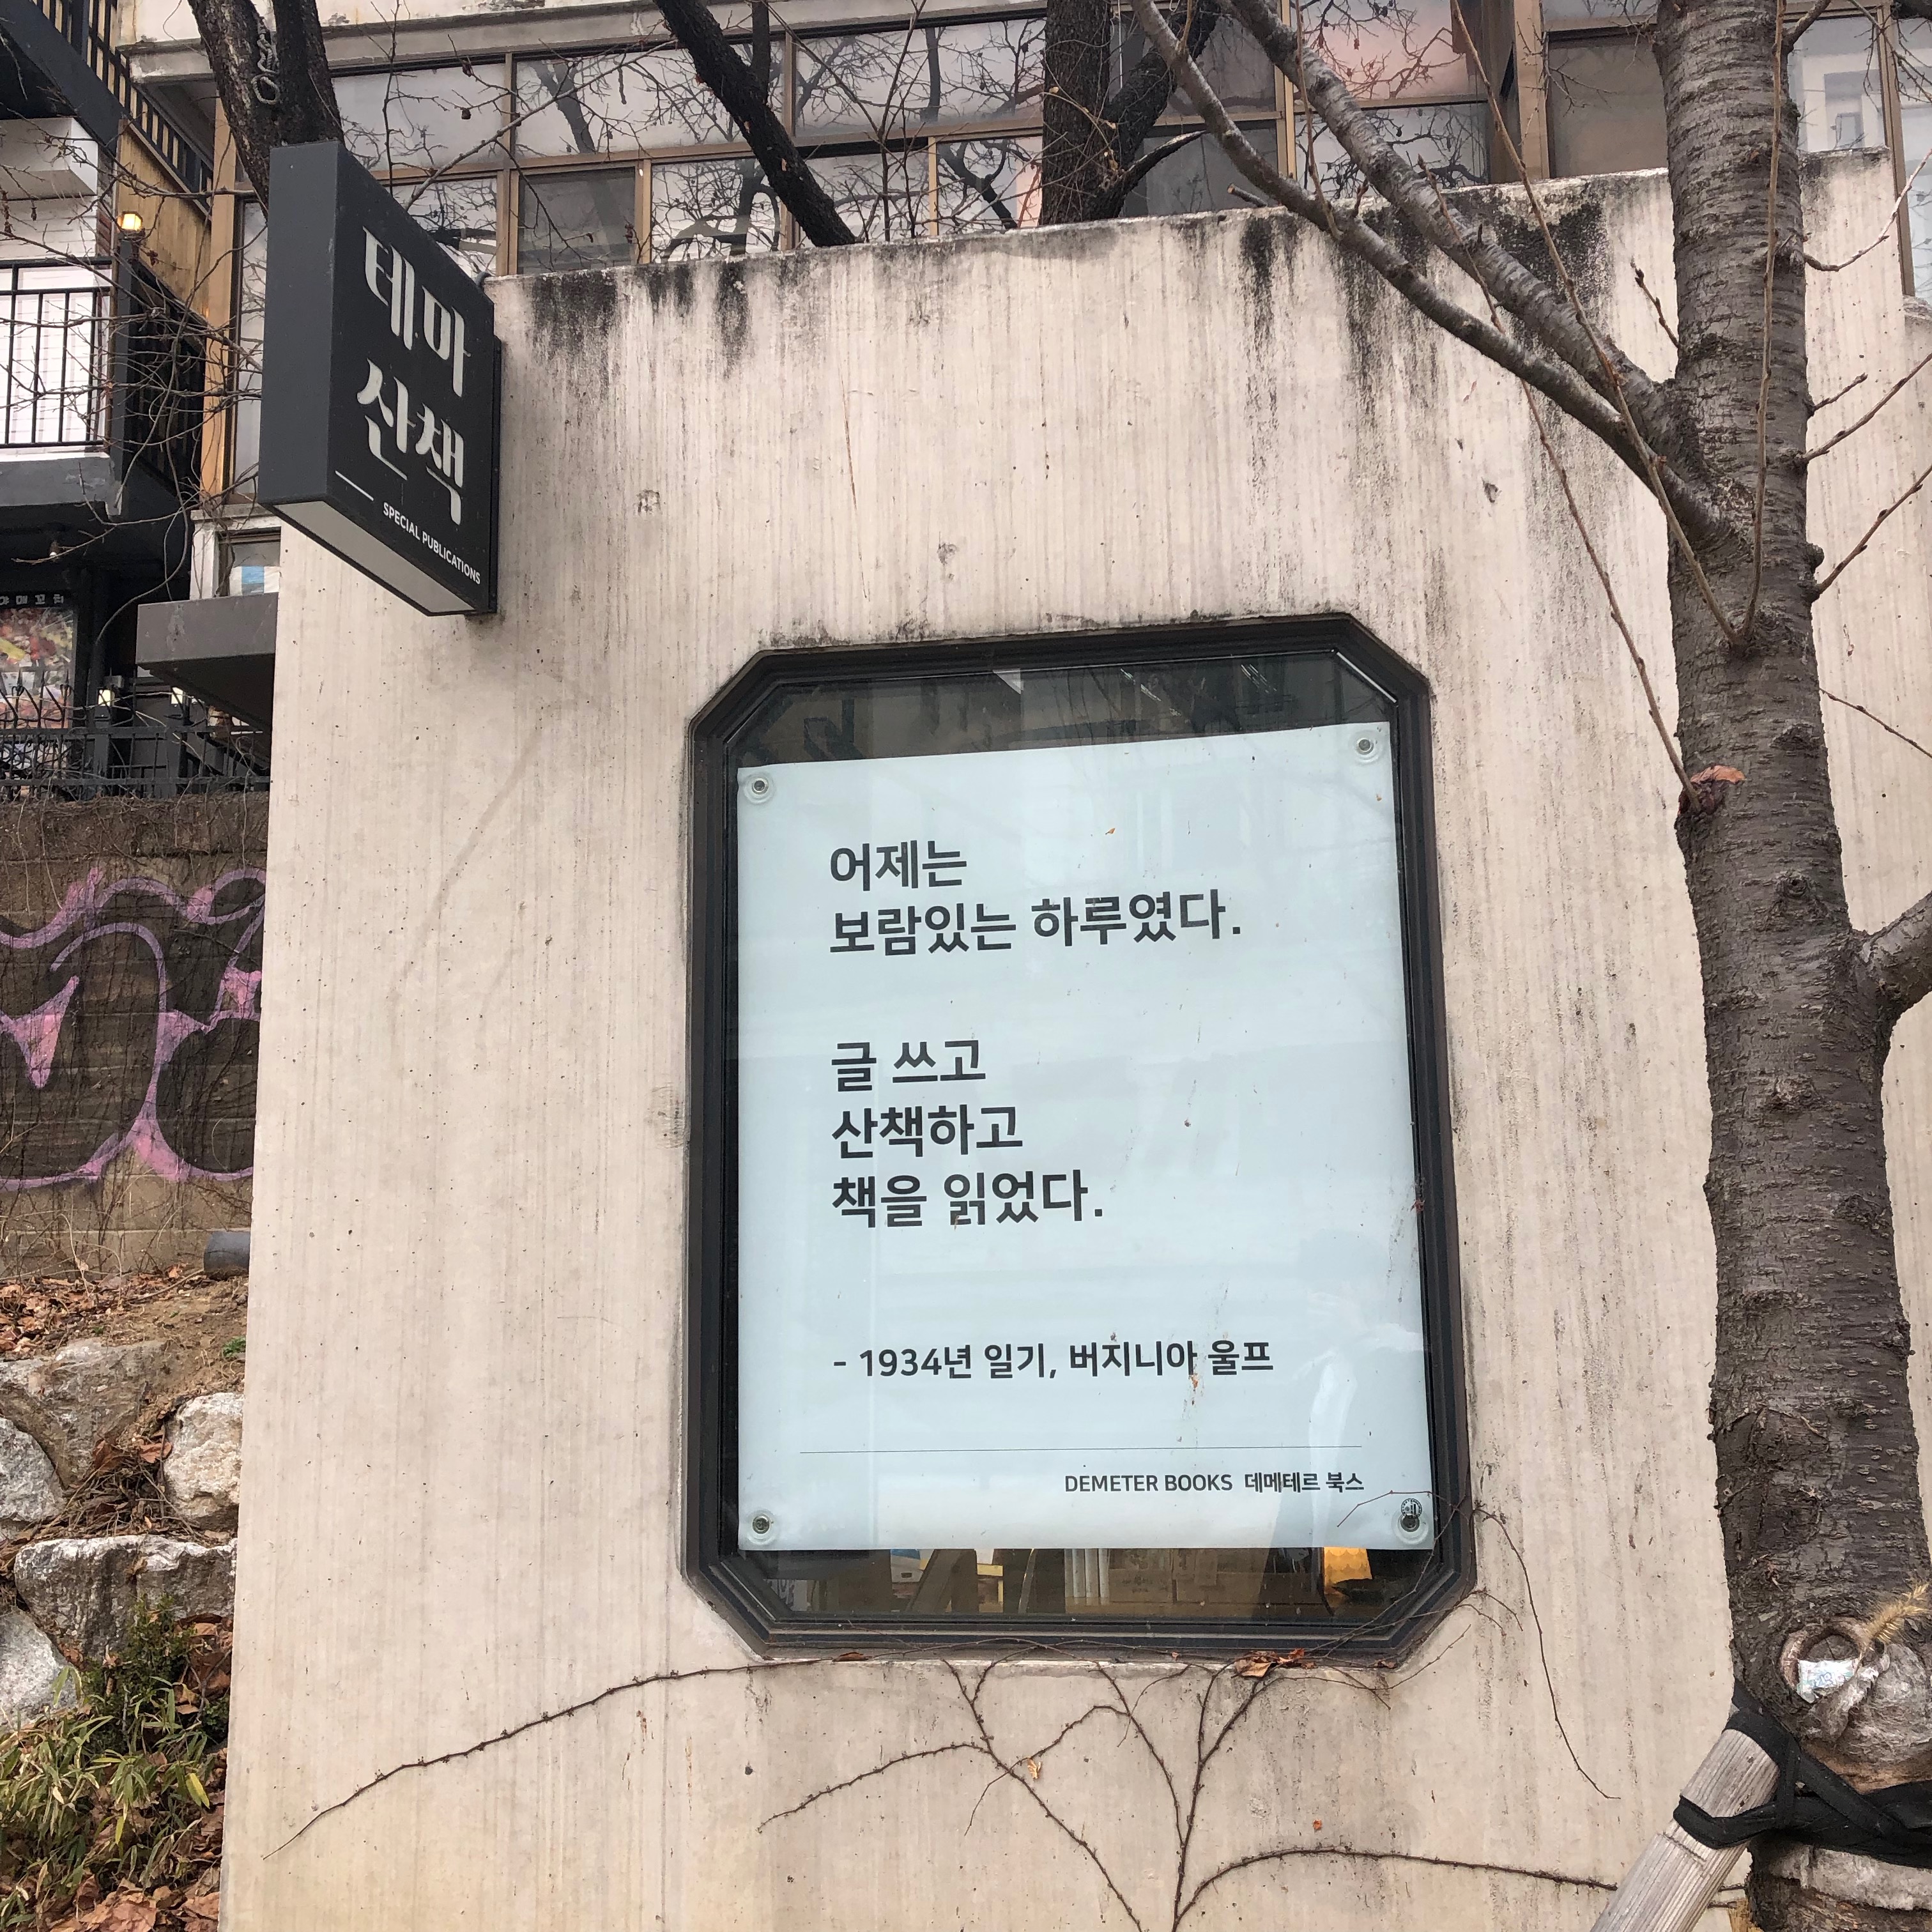 테마
산책
SPECIAL PUBLICATIONS
어제는
보람있는 하루였다.
글 쓰고
산책하고
책을 읽었다.
- 1934년 일기, 버지니아 울프
DEMETER BOOKS 데메테르 북스